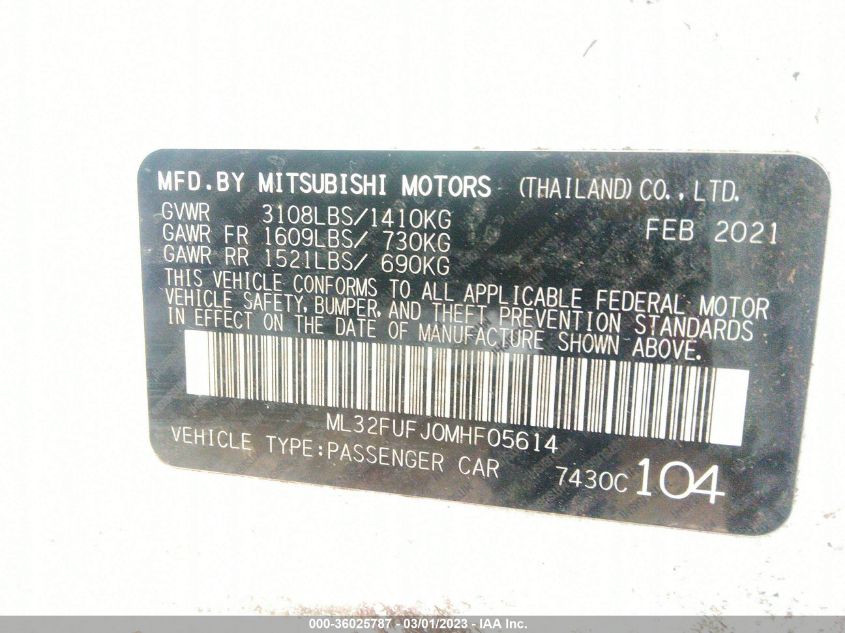 MFD.BY MITSUBISHI MOTORS (THAILAND) CO., LTD.
GVWR 3108LBS/1410KG FEB 2021
GAWR FR 1609LBS/ 730KG
GAWR RR 1521LBS/ 690KG
THIS VEHICLE CONFORMS TO ALL APPLICABLE FEDERAL MOTOR
VEHICLE SAFETY, BUMPER, AND THEFT PREVENTION STANDARDS
IN EFFECT ON THE DATE OF MANUFACTURE SHOWN ABOVE.
ML32FUFJ0MHF05614
VEHICLE TYPE:PASSENGER CAR 7430C 104
000-36025787 - 03/01/2023 - IAA Inc.